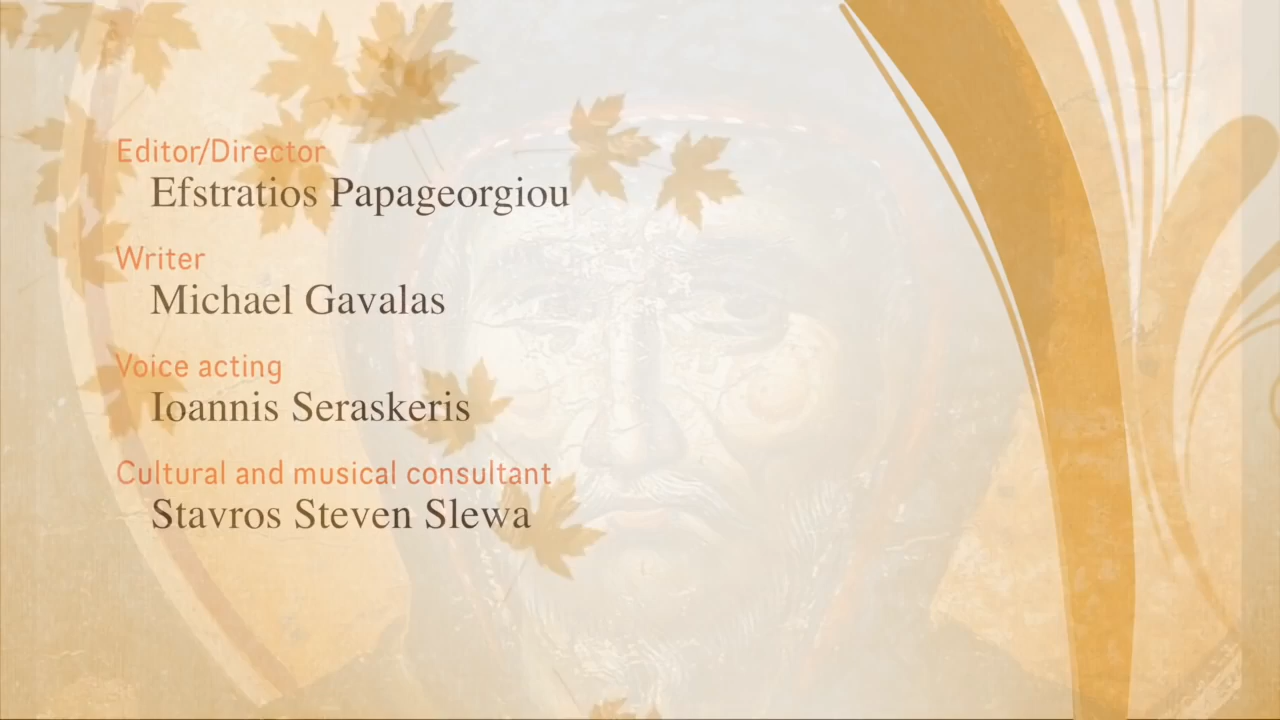 Editor/Director
Efstratios Papageorgiou
Writer
Michael Gavalas
Voice acting
Ioannis Seraskeris
Cultural and musical consultant
Stavros Steven Slewa